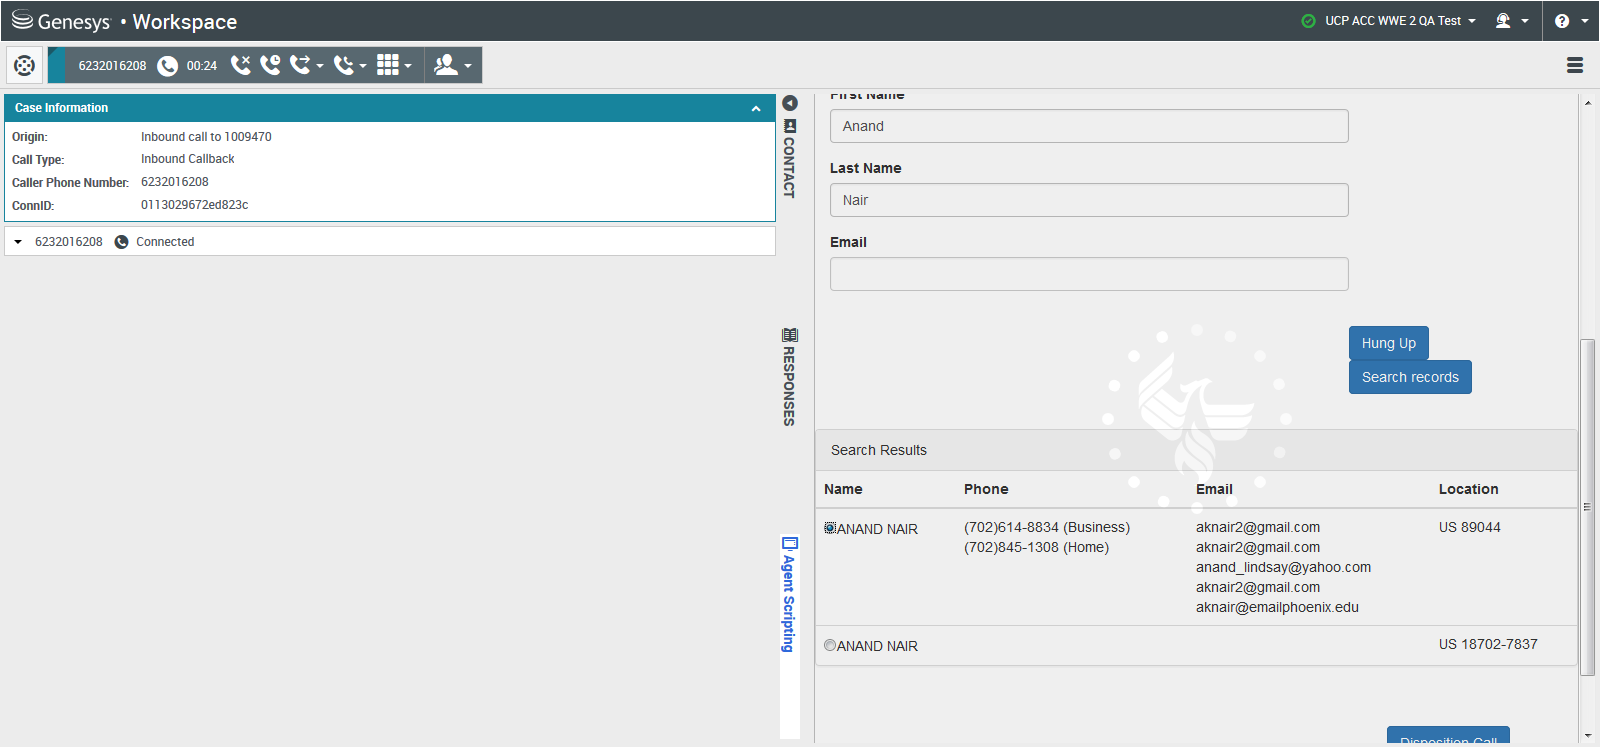 Genesys • Workspace
UCP ACC WWE 2 QA Test
?
6232016208 00:24
Case Information
Origin: Inbound call to 1009470
Call Type: Inbound Callback
Caller Phone Number: 6232016208
ConnID: 0113029672ed823c
6232016208 Connected
CONTACT
RESPONSES
Agent Scripting
First Name
Anand
Last Name
Nair
Email
Hung Up
Search records
Search Results
Name Phone Email Location
ANAND NAIR (702)614-8834 (Business) aknair2@gmail.com US 89044
(702)845-1308 (Home) aknair2@gmail.com
anand_lindsay@yahoo.com
aknair2@gmail.com
aknair@emailphoenix.edu
ANAND NAIR US 18702-7837
Disposition Call